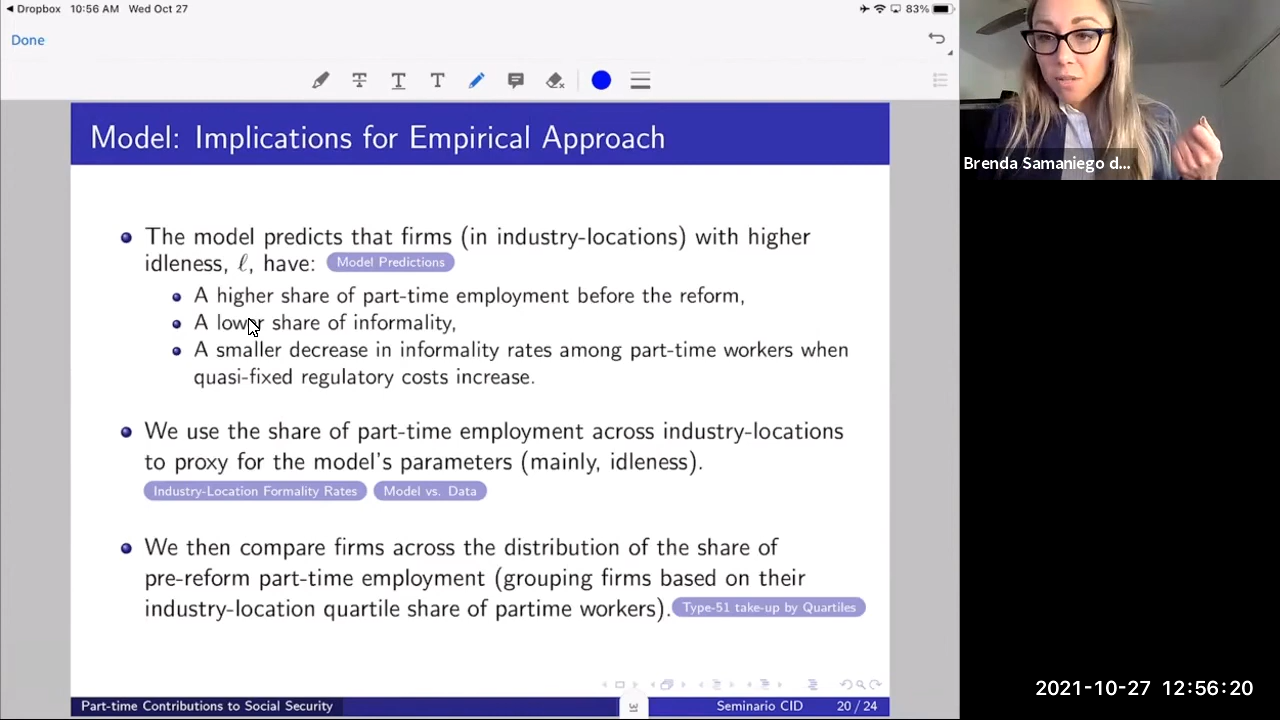 Dropbox 10:56 AM Wed Oct 27
83%
Done
Model: Implications for Empirical Approach
The model predicts that firms (in industry-locations) with higher
idleness, ℓ, have: Model Predictions
A higher share of part-time employment before the reform,
A lower share of informality,
A smaller decrease in informality rates among part-time workers when
quasi-fixed regulatory costs increase.
We use the share of part-time employment across industry-locations
to proxy for the model's parameters (mainly, idleness).
Industry-Location Formality Rates Model vs. Data
We then compare firms across the distribution of the share of
pre-reform part-time employment (grouping firms based on their
industry-location quartile share of partime workers). Type-51 take-up by Quartiles
Part-time Contributions to Social Security Seminario CID 20 / 24
Brenda Samaniego d...
2021-10-27 12:56:20